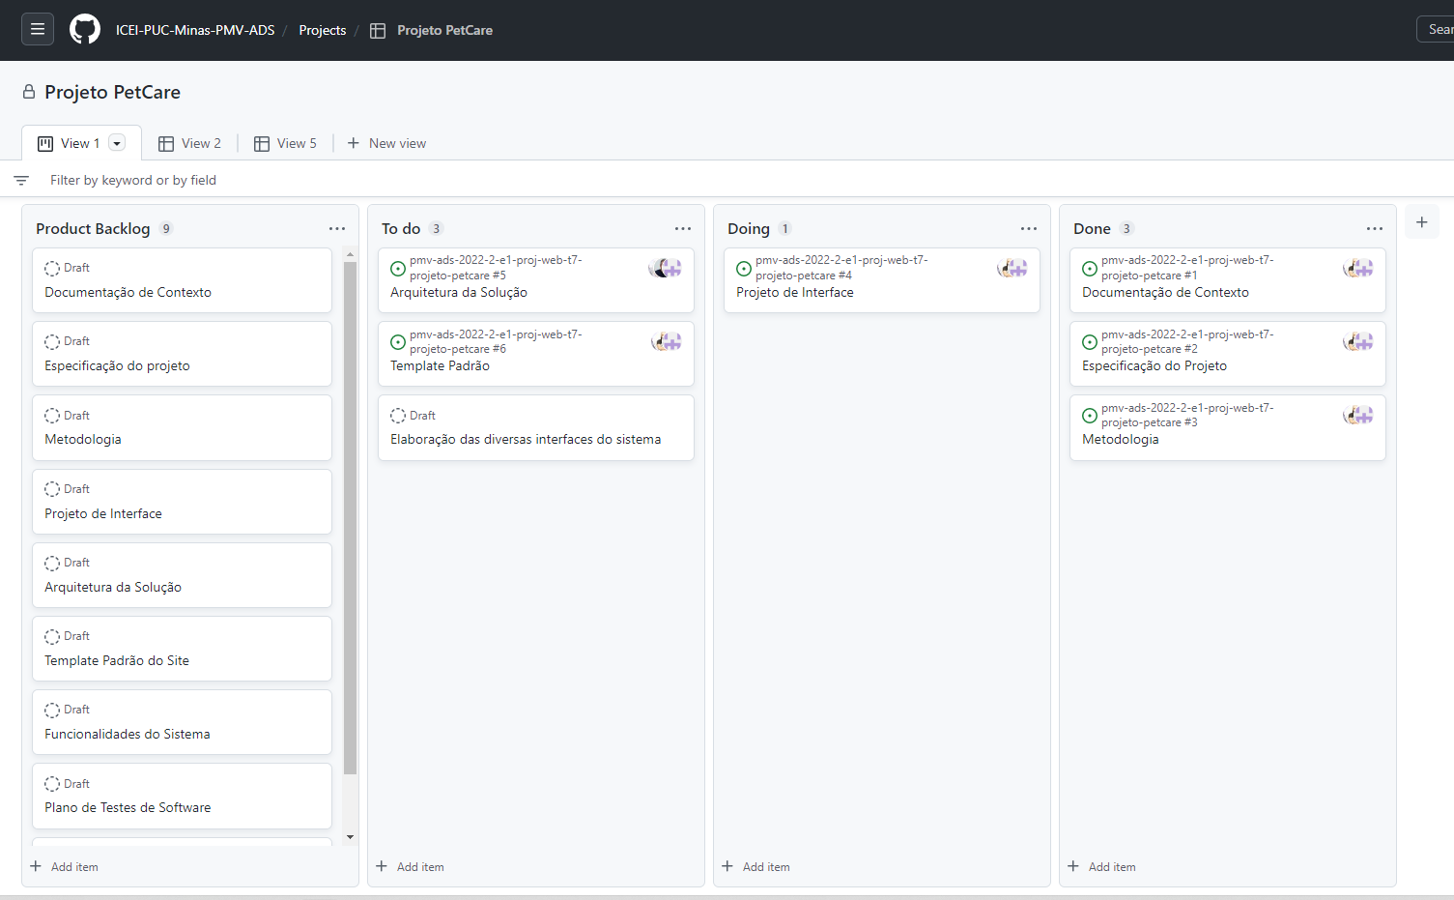 ICEI-PUC-Minas-PMV-ADS / Projects / Projeto PetCare
Projeto PetCare
View 1
View 2
View 5
+ New view
Filter by keyword or by field
Product Backlog 9
Draft
Documentação de Contexto
Draft
Especificação do projeto
Draft
Metodologia
Draft
Projeto de Interface
Draft
Arquitetura da Solução
Draft
Template Padrão do Site
Draft
Funcionalidades do Sistema
Draft
Plano de Testes de Software
+ Add item
To do 3
pmv-ads-2022-2-e1-proj-web-t7-
projeto-petcare #5
Arquitetura da Solução
pmv-ads-2022-2-e1-proj-web-t7-
projeto-petcare #6
Template Padrão
Draft
Elaboração das diversas interfaces do sistema
+ Add item
Doing 1
pmv-ads-2022-2-e1-proj-web-t7-
projeto-petcare #4
Projeto de Interface
+ Add item
Done 3
pmv-ads-2022-2-e1-proj-web-t7-
projeto-petcare #1
Documentação de Contexto
pmv-ads-2022-2-e1-proj-web-t7-
projeto-petcare #2
Especificação do Projeto
pmv-ads-2022-2-e1-proj-web-t7-
projeto-petcare #3
Metodologia
+ Add item